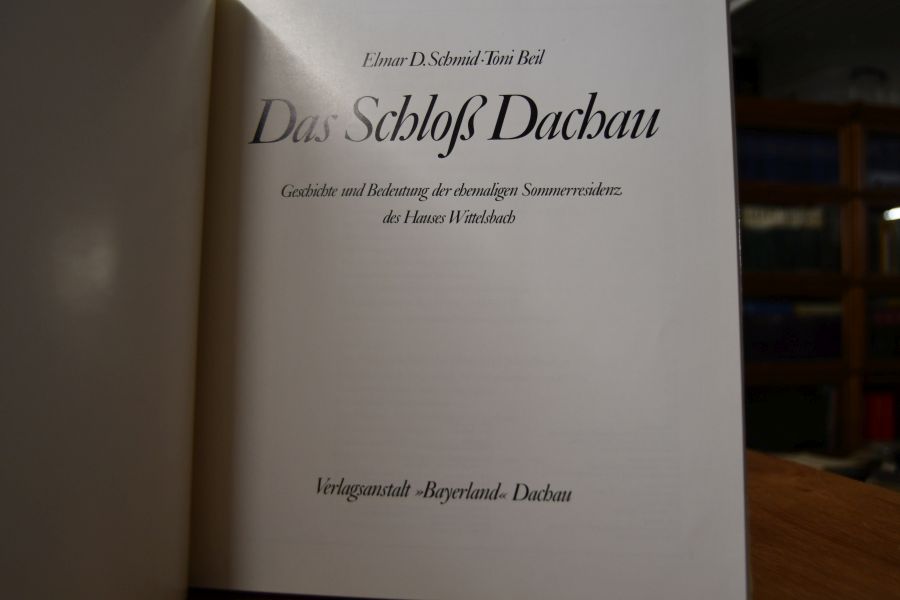 Elmar D. Schmid · Toni Beil
Das Schloß Dachau
Geschichte und Bedeutung der ehemaligen Sommerresidenz
des Hauses Wittelsbach
Verlagsanstalt »Bayerland« Dachau